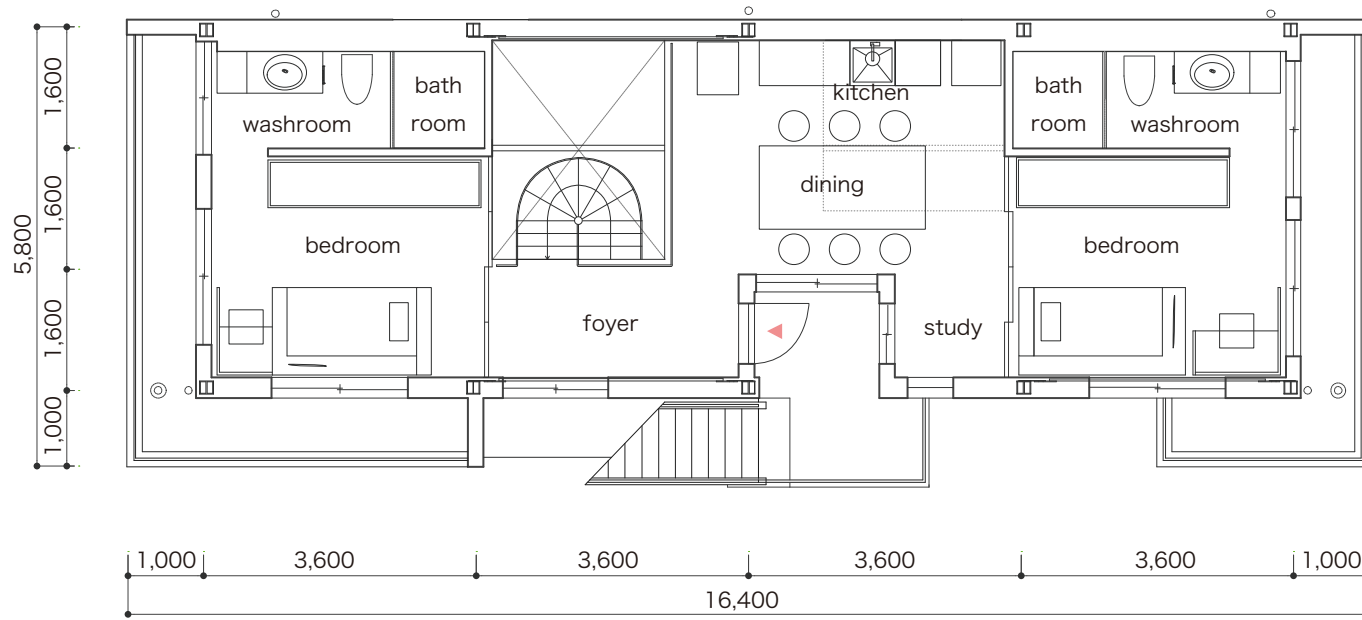 1,600
1,600
1,600
1,000
5,800
washroom
bath
room
bedroom
foyer
kitchen
dining
study
bath
room
washroom
bedroom
1,000
3,600
3,600
3,600
3,600
1,000
16,400